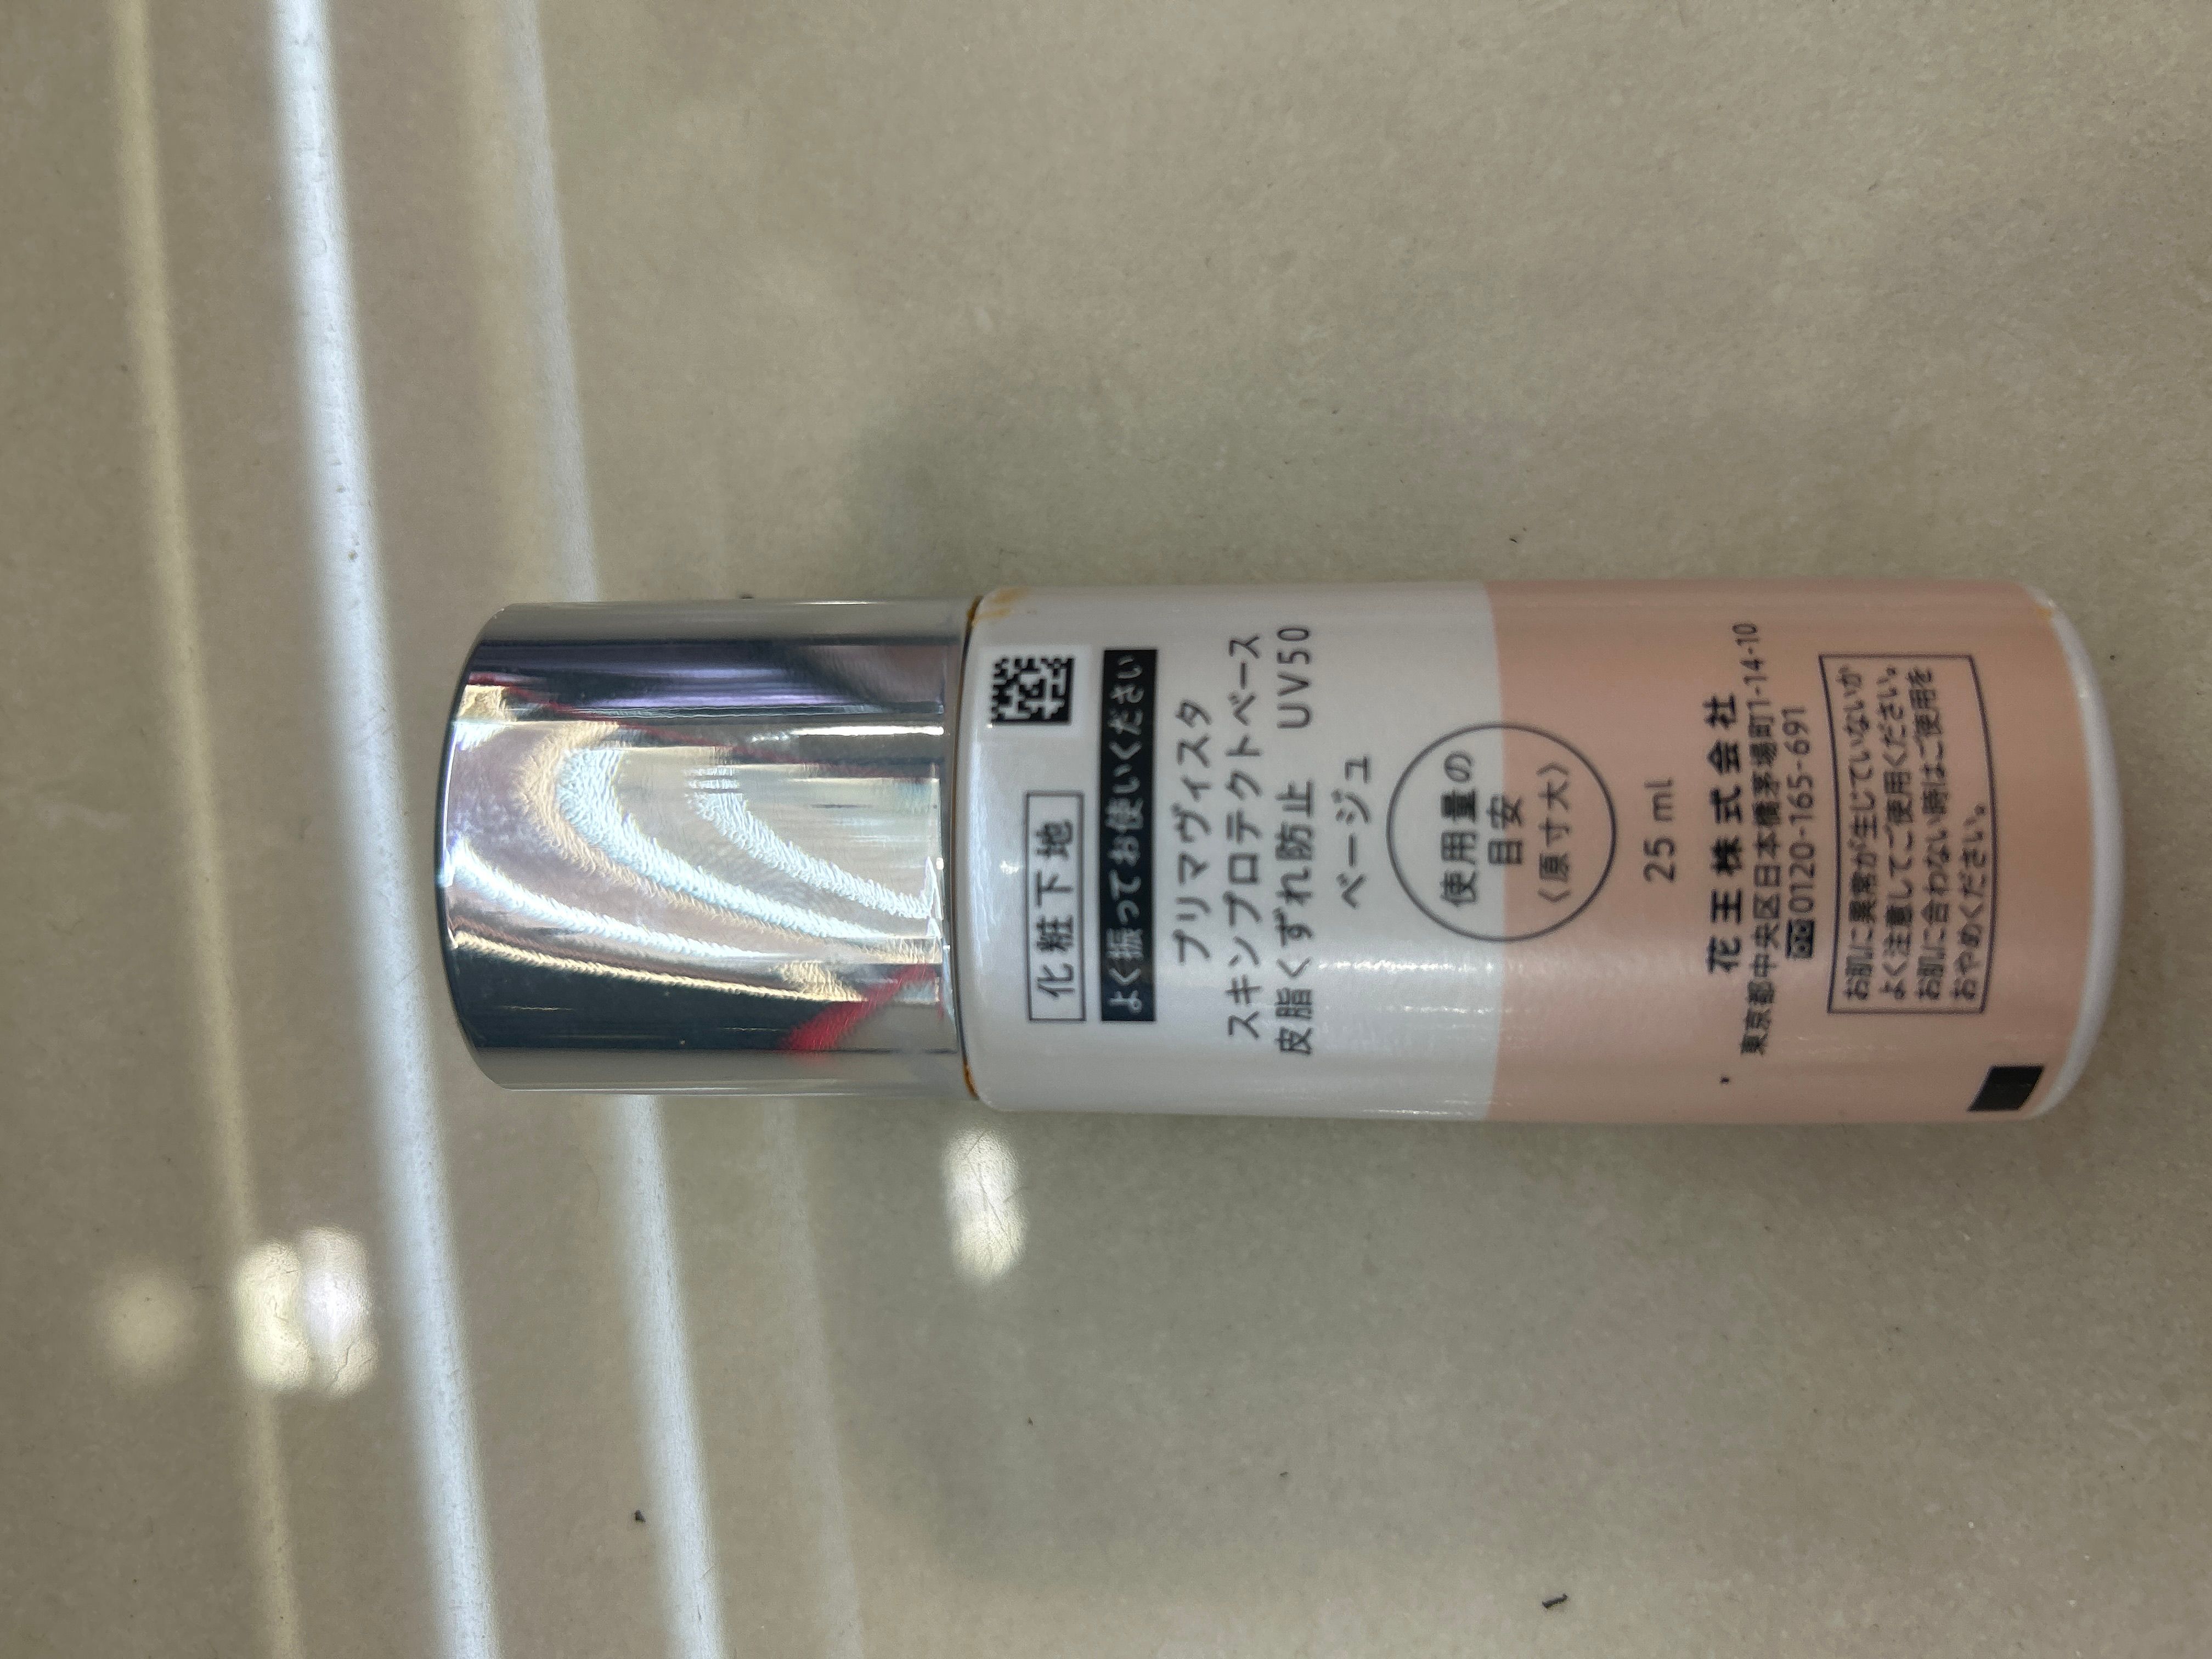 化粧下地
よく振ってお使いください
プリマヴィスタ
スキンプロテクトベース
皮脂くずれ防止 UV50
ベージュ
使用量の
目安
〈原寸大〉
25 ml
花王株式会社
東京都中央区日本橋茅場町1-14-10
0120-165-691
お肌に異常が生じていないか
よく注意してご使用ください。
お肌に合わない時はご使用を
おやめください。